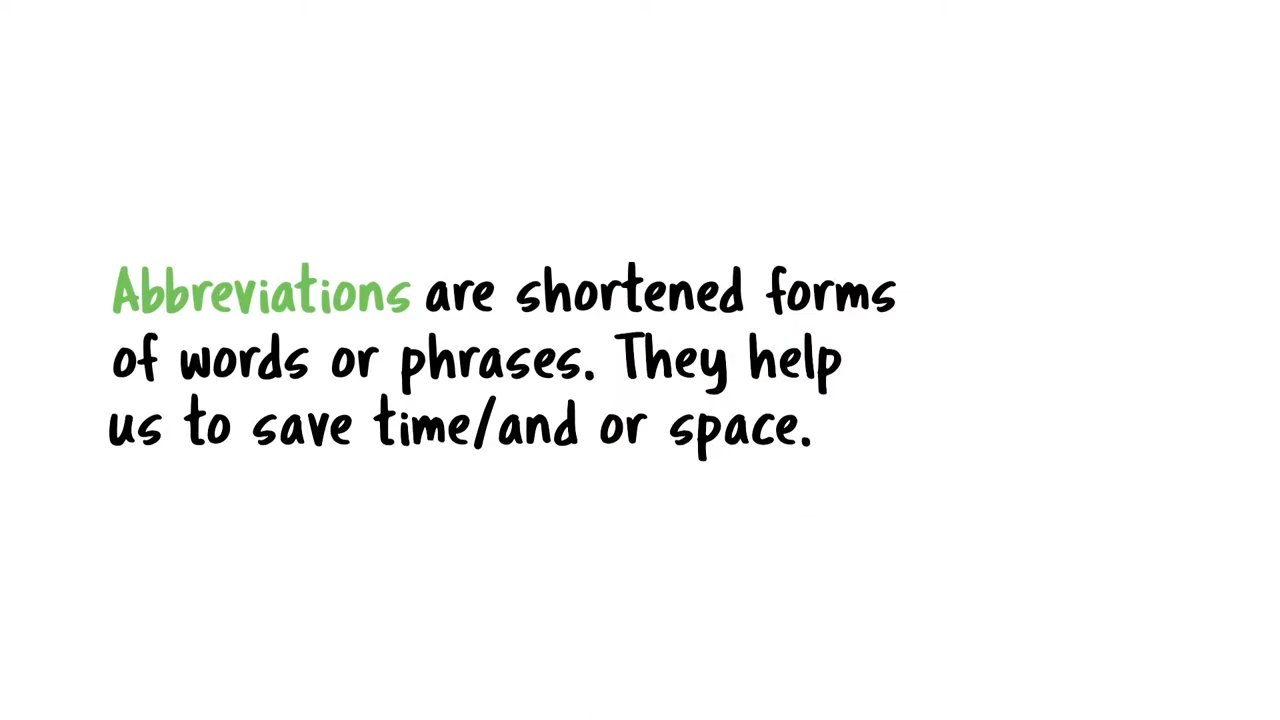 Abbreviations are shortened forms
of words or phrases. They help
us to save time/and or space.